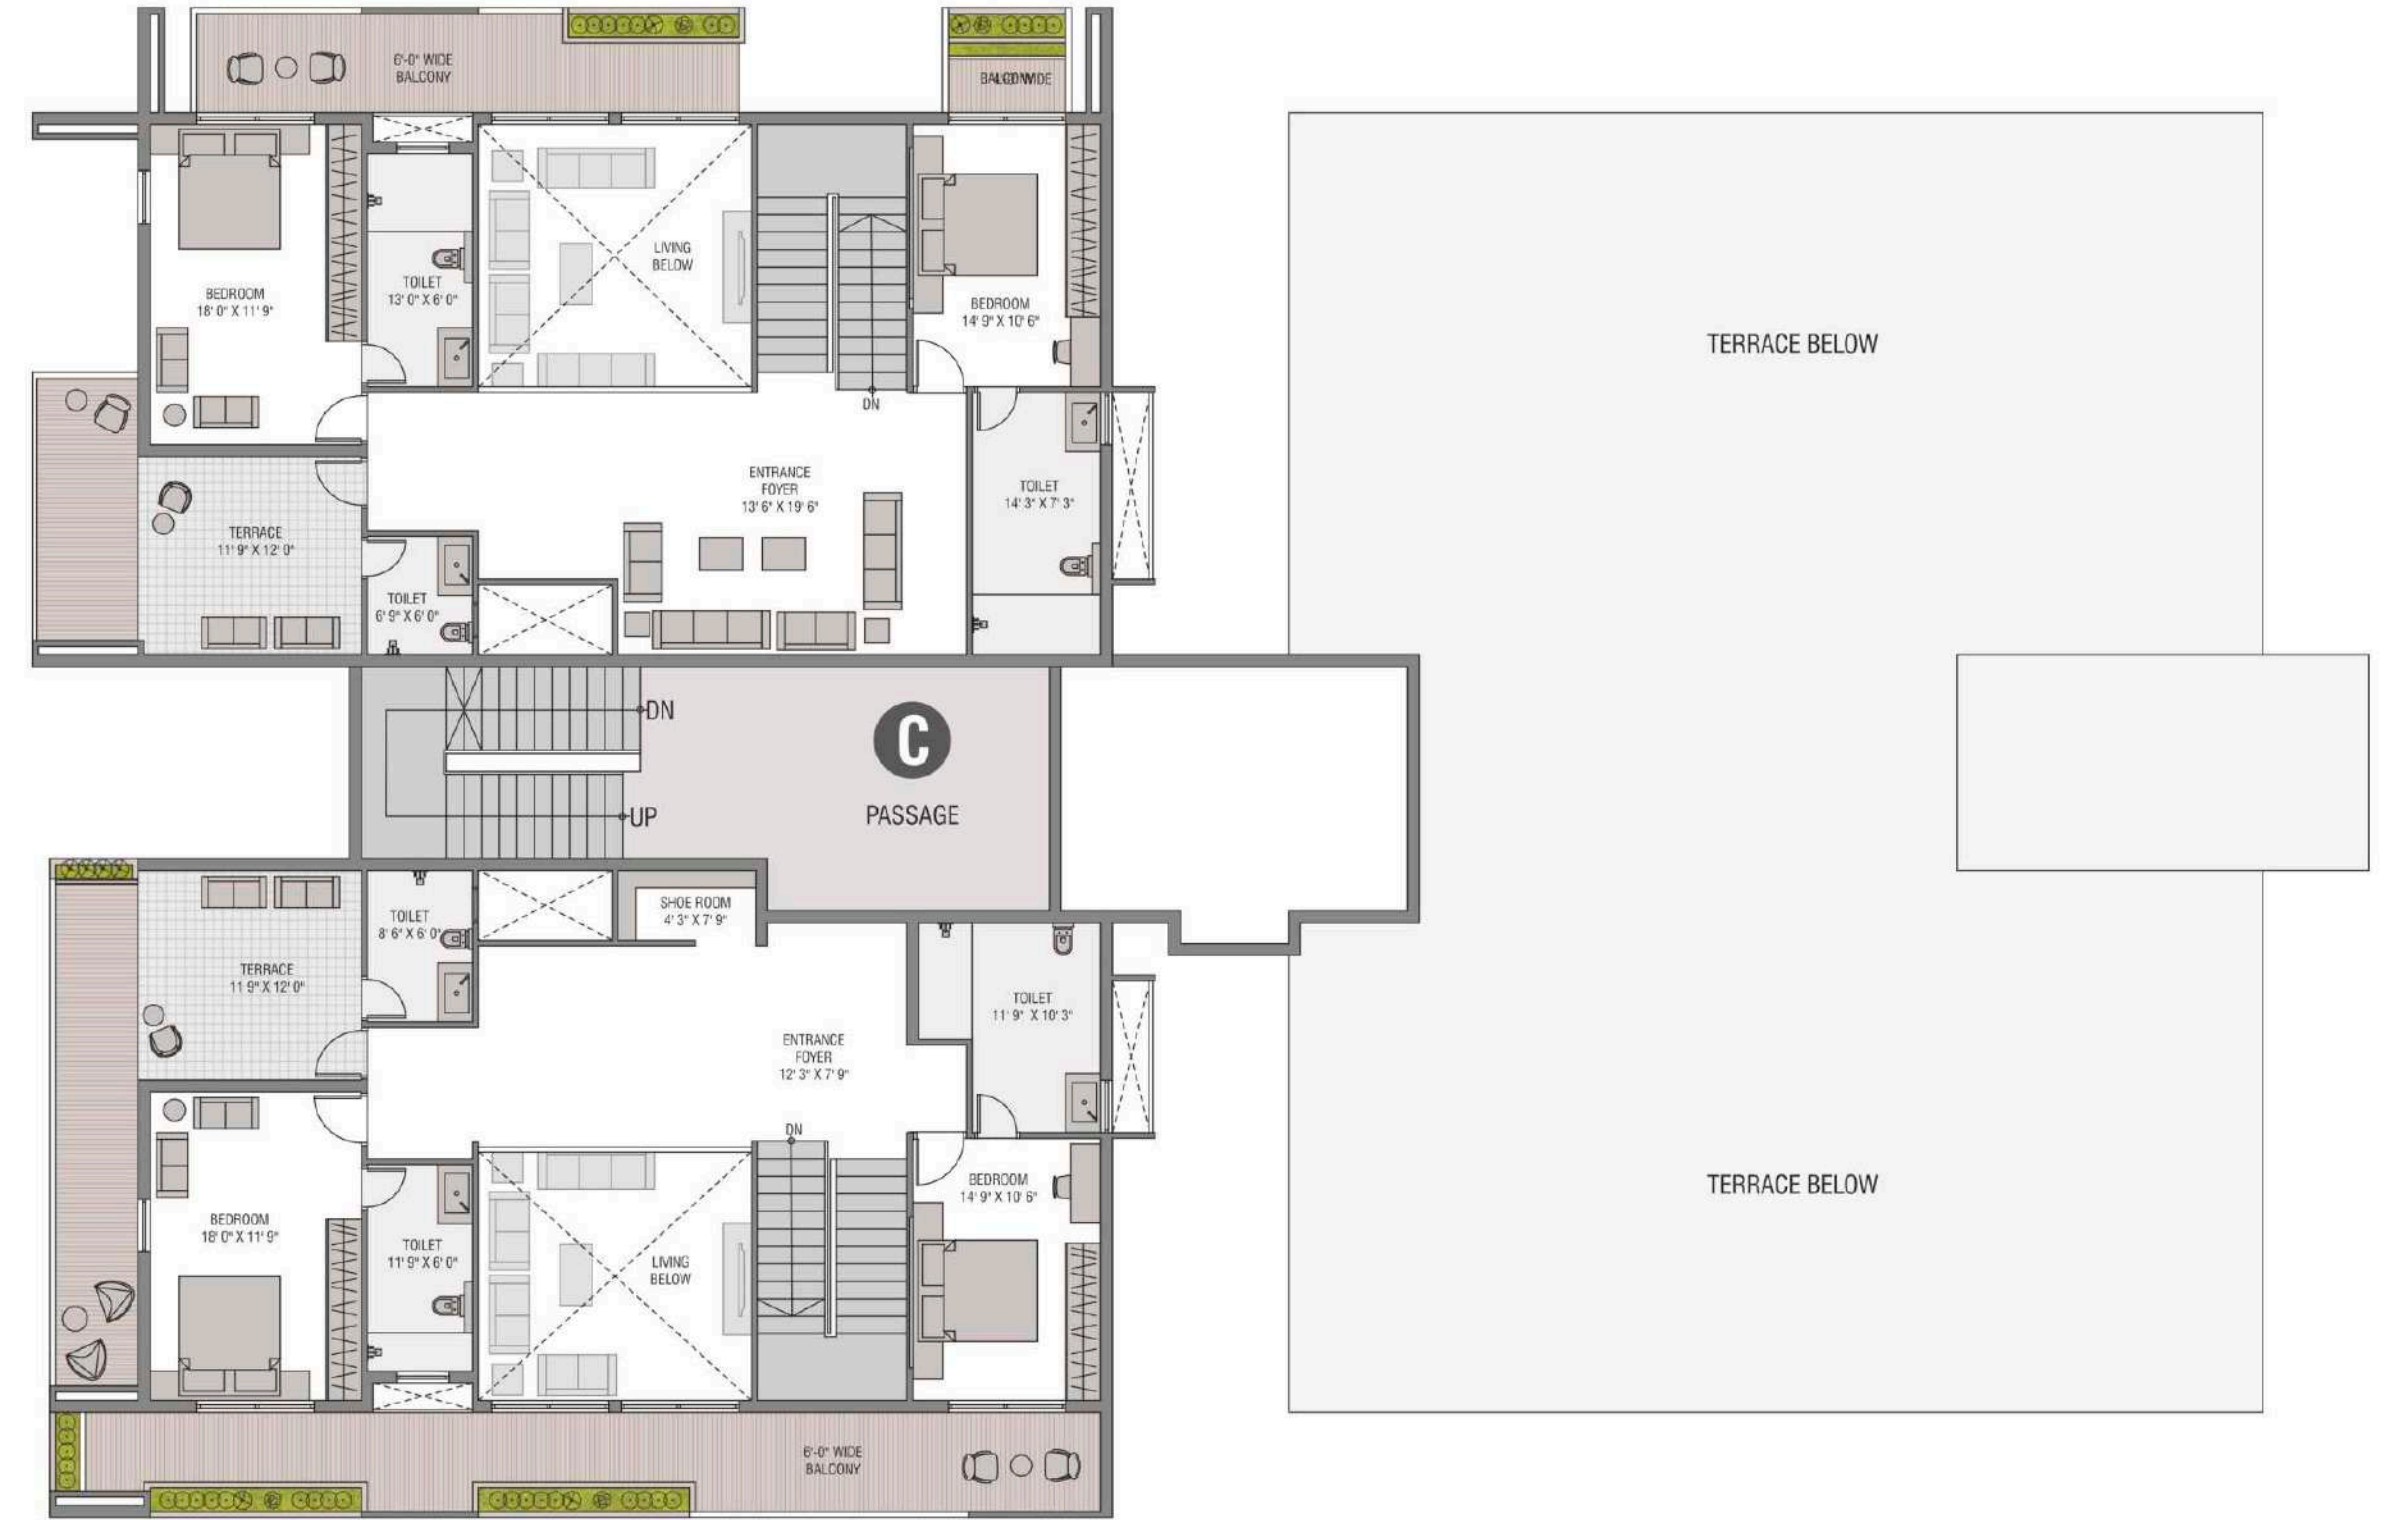 6'-0" WIDE
BALCONY
LIVING
BELOW
TOILET
13' 0" X 6' 0"
BEDROOM
18' 0" X 11' 9"
BEDROOM
14' 9" X 10' 6"
TERRACE BELOW
DN
ENTRANCE
FOYER
13' 6" X 19' 6"
TOILET
14' 3" X 7' 3"
TERRACE
11' 9" X 12' 0"
TOILET
6' 9" X 6' 0"
DN
C
PASSAGE
UP
SHOE ROOM
4' 3" X 7' 9"
TOILET
8' 6" X 6' 0"
TERRACE
11 9" X 12' 0"
TOILET
11' 9" X 10' 3"
ENTRANCE
FOYER
12' 3" X 7' 9"
DN
BEDROOM
14' 9" X 10' 6"
TERRACE BELOW
BEDROOM
18' 0" X 11' 9"
TOILET
11' 9" X 6' 0"
LIVING
BELOW
6'-0" WIDE
BALCONY